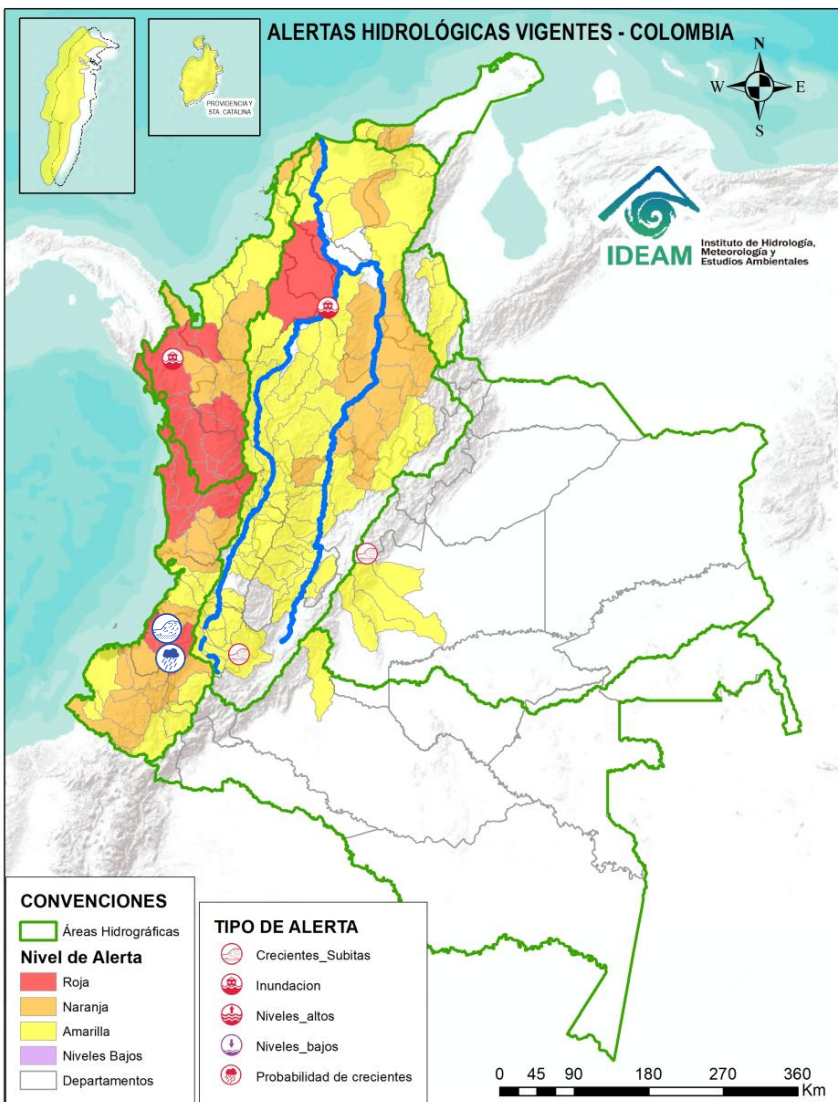 ALERTAS HIDROLÓGICAS VIGENTES - COLOMBIA
PROVIDENCIA Y
STA. CATALINA
N
W
E
S
IDEAM
Instituto de Hidrología,
Meteorología y
Estudios Ambientales
CONVENCIONES
Áreas Hidrográficas
Nivel de Alerta
Roja
Naranja
Amarilla
Niveles Bajos
Departamentos
TIPO DE ALERTA
Crecientes_Subitas
Inundacion
Niveles_altos
Niveles_bajos
Probabilidad de crecientes
0 45 90 180 270 360
Km